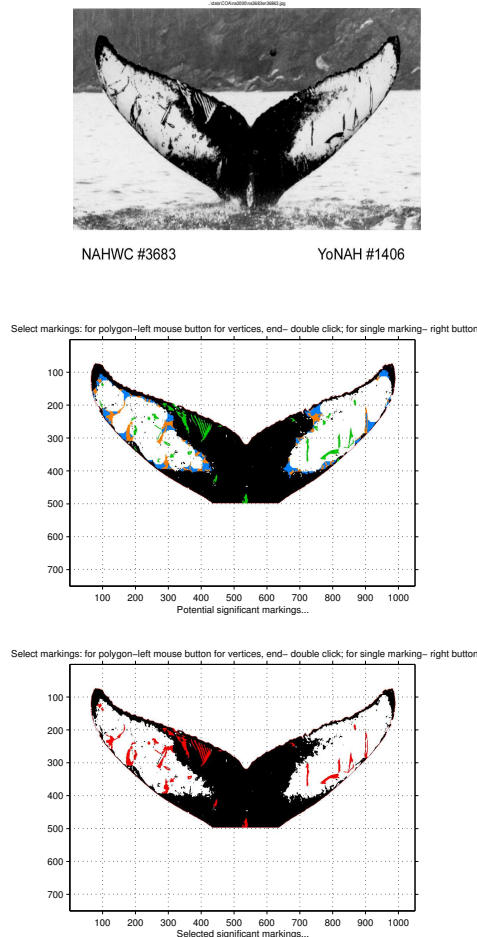 NAHWC #3683 YoNAH #1406
Select markings: for polygon−left mouse button for vertices, end− double click; for single marking− right button
100
200
300
400
500
600
700
100 200 300 400 500 600 700 800 900 1000
Potential significant markings...
Select markings: for polygon−left mouse button for vertices, end− double click; for single marking− right button
100
200
300
400
500
600
700
100 200 300 400 500 600 700 800 900 1000
Selected significant markings...